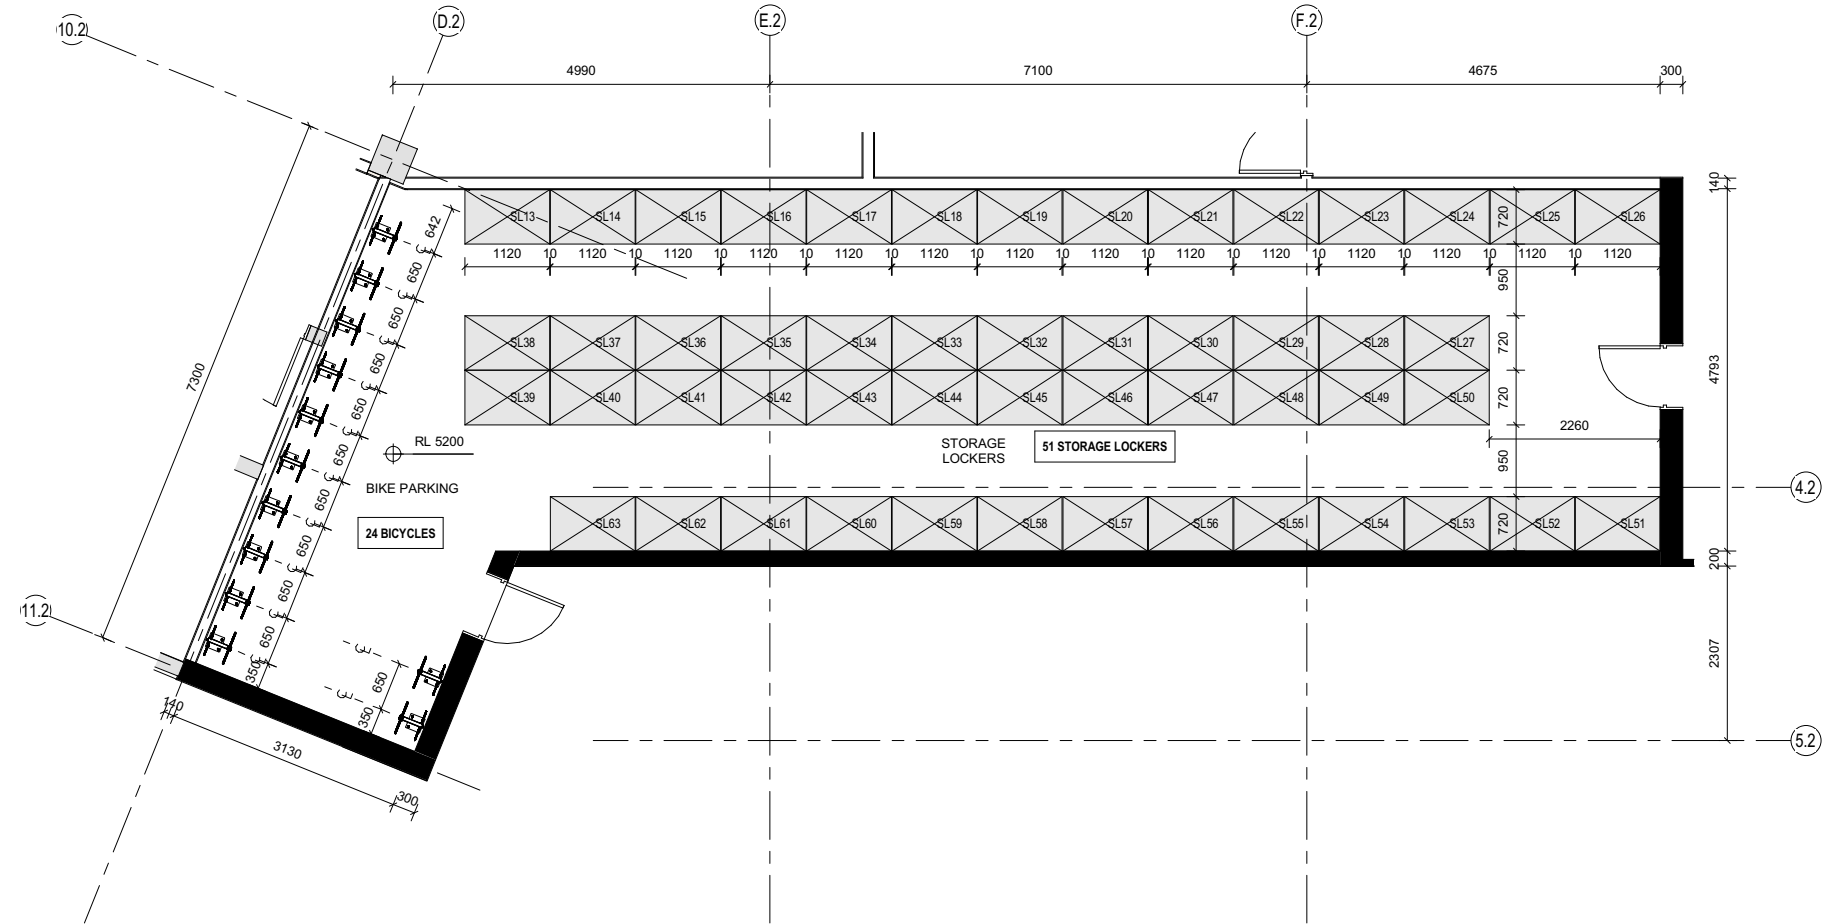 10.2
D.2
E.2
F.2
4990
7100
4675
300
140
SL13 SL14 SL15 SL16 SL17 SL18 SL19 SL20 SL21 SL22 SL23 SL24 720 SL25 SL26
642
1120 10 1120 10 1120 10 1120 10 1120 10 1120 10 1120 10 1120 10 1120 10 1120 10 1120 10 1120 10 1120 10 1120
650
950
650
SL38 SL37 SL36 SL35 SL34 SL33 SL32 SL31 SL30 SL29 SL28 SL27 720
650
7300
4793
650
SL39 SL40 SL41 SL42 SL43 SL44 SL45 SL46 SL47 SL48 SL49 SL50 720
2260
RL 5200
STORAGE
LOCKERS
51 STORAGE LOCKERS
650
950
BIKE PARKING
4.2
650
24 BICYCLES
SL63 SL62 SL61 SL60 SL59 SL58 SL57 SL56 SL55 SL54 SL53 720 SL52 SL51
650
200
650
11.2
650
2307
350
650
350
140
3130
300
5.2